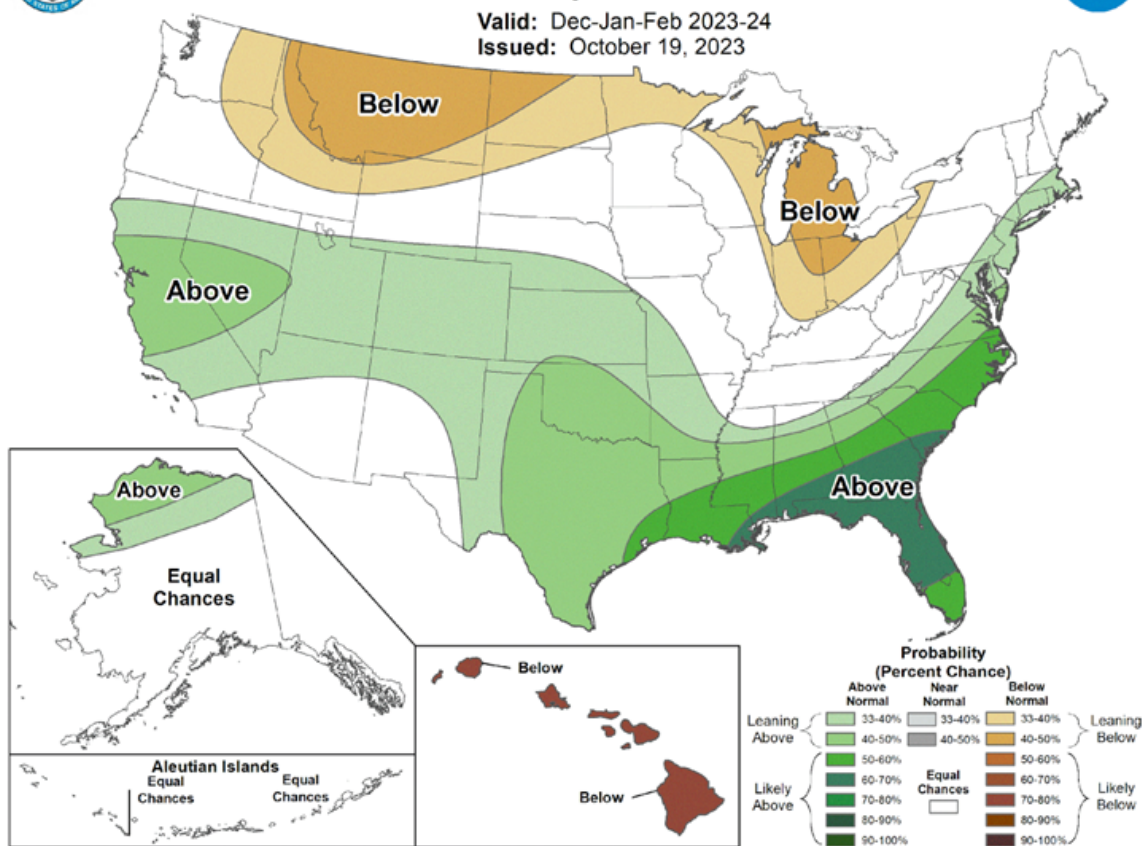 Valid: Dec-Jan-Feb 2023-24
Issued: October 19, 2023
Below
Below
Above
Above
Above
Equal
Chances
Below
Below
Aleutian Islands
Equal
Chances
Equal
Chances
Probability
(Percent Chance)
Above
Normal
Near
Normal
Below
Normal
Leaning
Above
33-40%
40-50%
33-40%
40-50%
33-40%
40-50%
Leaning
Below
Likely
Above
50-60%
60-70%
70-80%
80-90%
90-100%
Equal
Chances
50-60%
60-70%
70-80%
80-90%
90-100%
Likely
Below